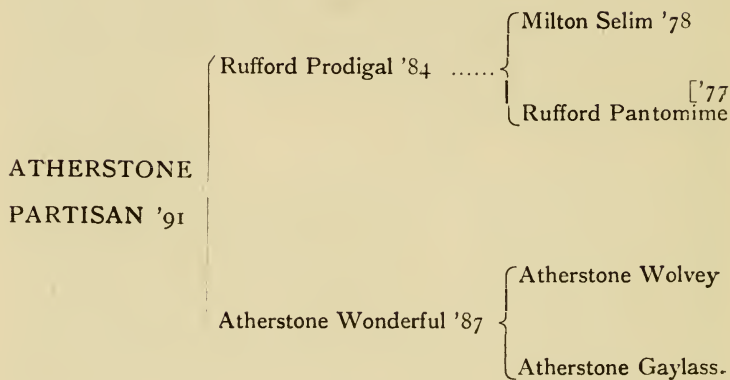 Milton Selim '78
Rufford Prodigal '84 ......
['77
Rufford Pantomime
ATHERSTONE
PARTISAN '91
Atherstone Wolvey
Atherstone Wonderful '87
Atherstone Gaylass.